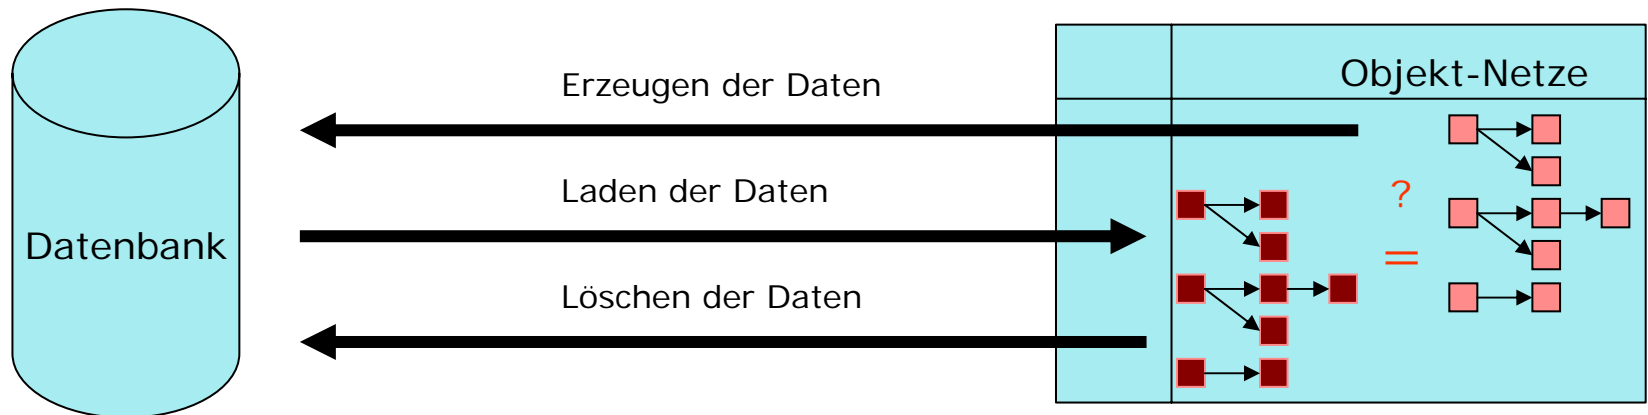 Datenbank
Erzeugen der Daten
Laden der Daten
Löschen der Daten
Objekt-Netze
?
=